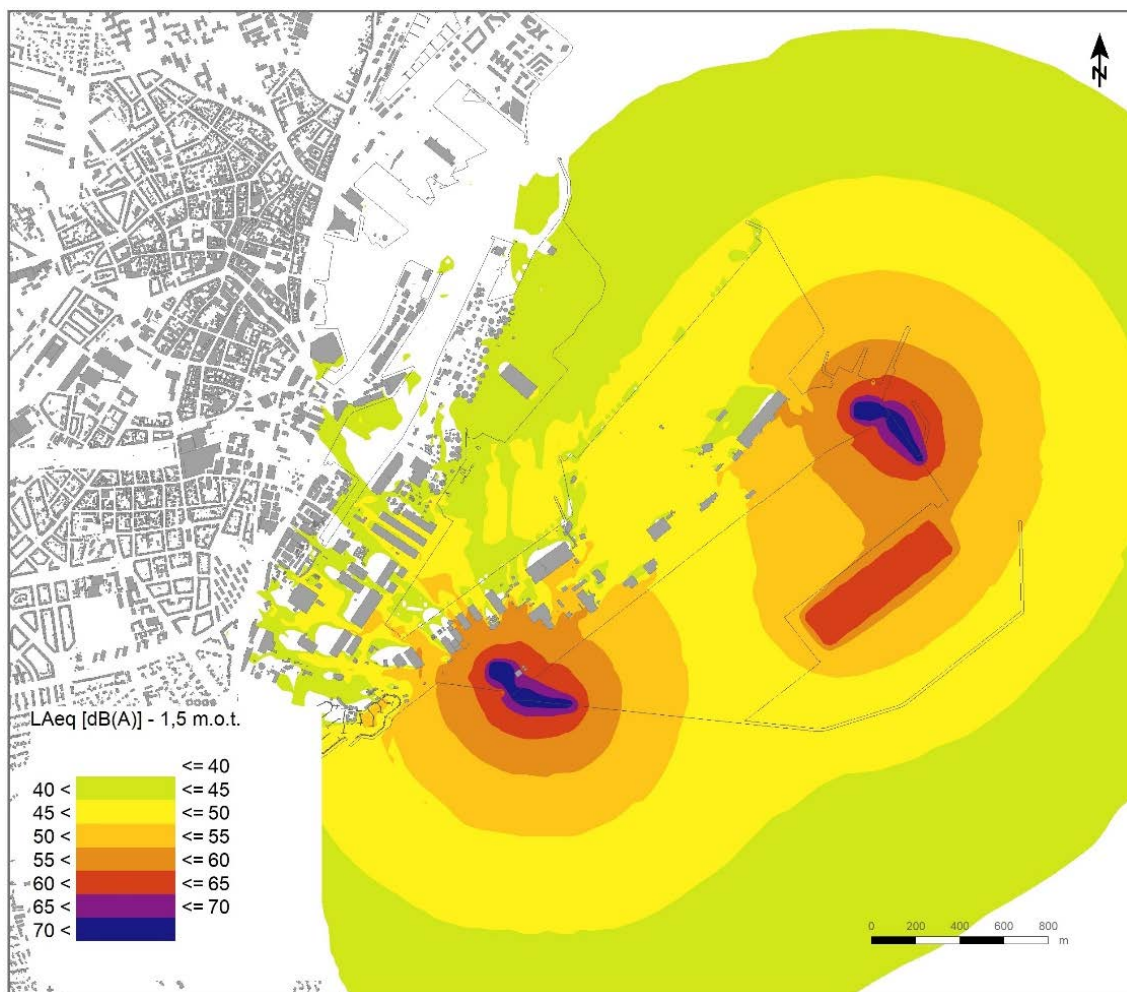 N
LAeq [dB(A)] - 1,5 m.o.t.
<= 40
40 < <= 45
45 < <= 50
50 < <= 55
55 < <= 60
60 < <= 65
65 < <= 70
70 <
0 200 400 600 800
m